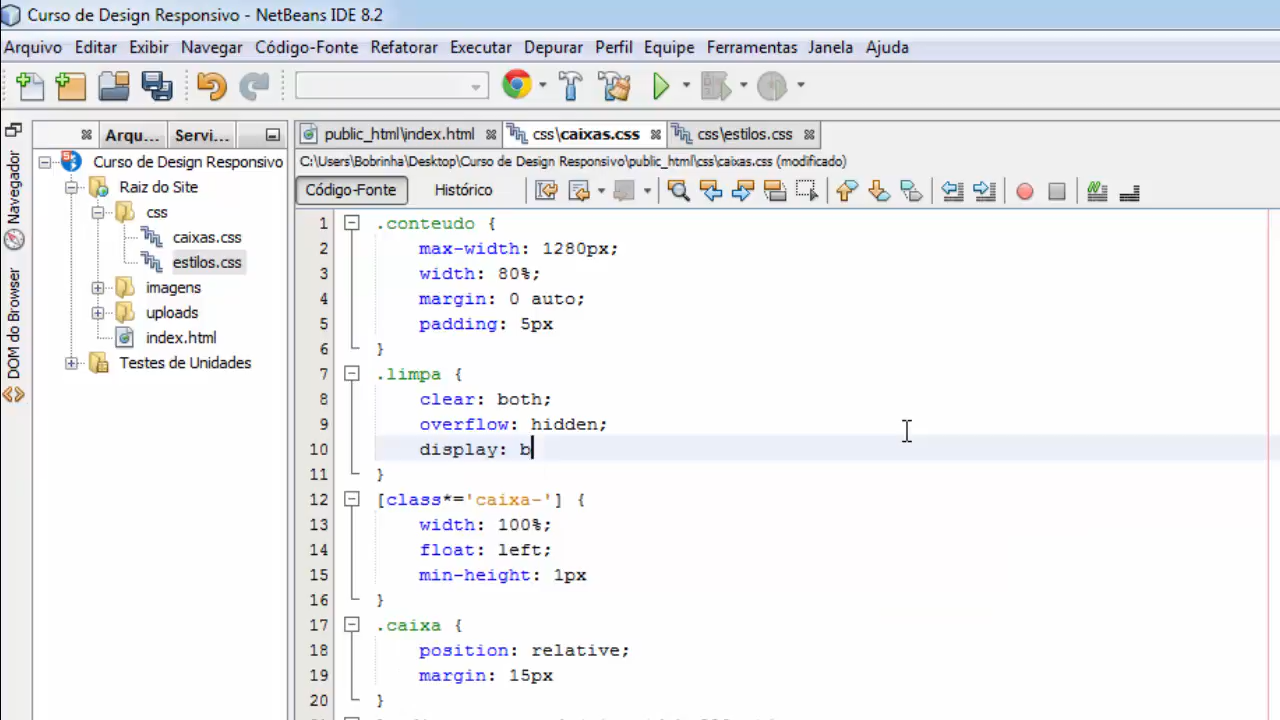 Curso de Design Responsivo - NetBeans IDE 8.2
Arquivo Editar Exibir Navegar Código-Fonte Refatorar Executar Depurar Perfil Equipe Ferramentas Janela Ajuda
Arqu... Servi... public_html\index.html css\caixas.css css\estilos.css
C:\Users\Bobrinha\Desktop\Curso de Design Responsivo\public_html\css\caixas.css (modificado)
Código-Fonte Histórico
Navegador
DOM do Browser
Curso de Design Responsivo
Raiz do Site
css
caixas.css
estilos.css
imagens
uploads
index.html
Testes de Unidades
1 .conteudo {
2 max-width: 1280px;
3 width: 80%;
4 margin: 0 auto;
5 padding: 5px
6 }
7 .limpa {
8 clear: both;
9 overflow: hidden;
10 display: b
11 }
12 [class*='caixa-'] {
13 width: 100%;
14 float: left;
15 min-height: 1px
16 }
17 .caixa {
18 position: relative;
19 margin: 15px
20 }